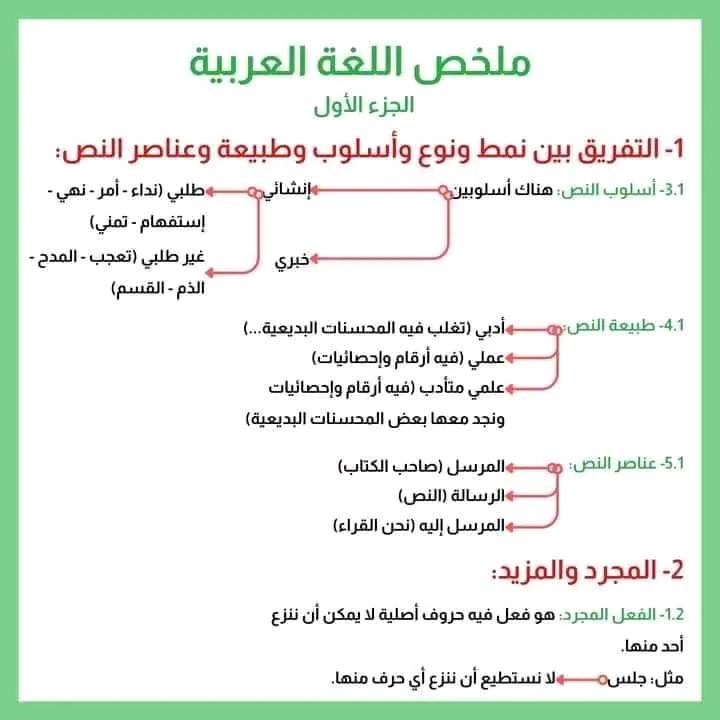 ملخص اللغة العربية
الجزء الأول
1- التفريق بين نمط ونوع وأسلوب وطبيعة وعناصر النص:
3.1- أسلوب النص: هناك أسلوبين إنشائي طلبي (نداء - أمر - نهي -
إستفهام - تمني)
خبري غير طلبي (تعجب - المدح -
الذم - القسم)
4.1- طبيعة النص: أدبي (تغلب فيه المحسنات البديعية...)
عملي (فيه أرقام وإحصائيات)
علمي متأدب (فيه أرقام وإحصائيات
ونجد معها بعض المحسنات البديعية)
5.1- عناصر النص: المرسل (صاحب الكتاب)
الرسالة (النص)
المرسل إليه (نحن القراء)
2- المجرد والمزيد:
1.2- الفعل المجرد: هو فعل فيه حروف أصلية لا يمكن أن ننزع
أحد منها.
مثل: جلس لا نستطيع أن ننزع أي حرف منها.